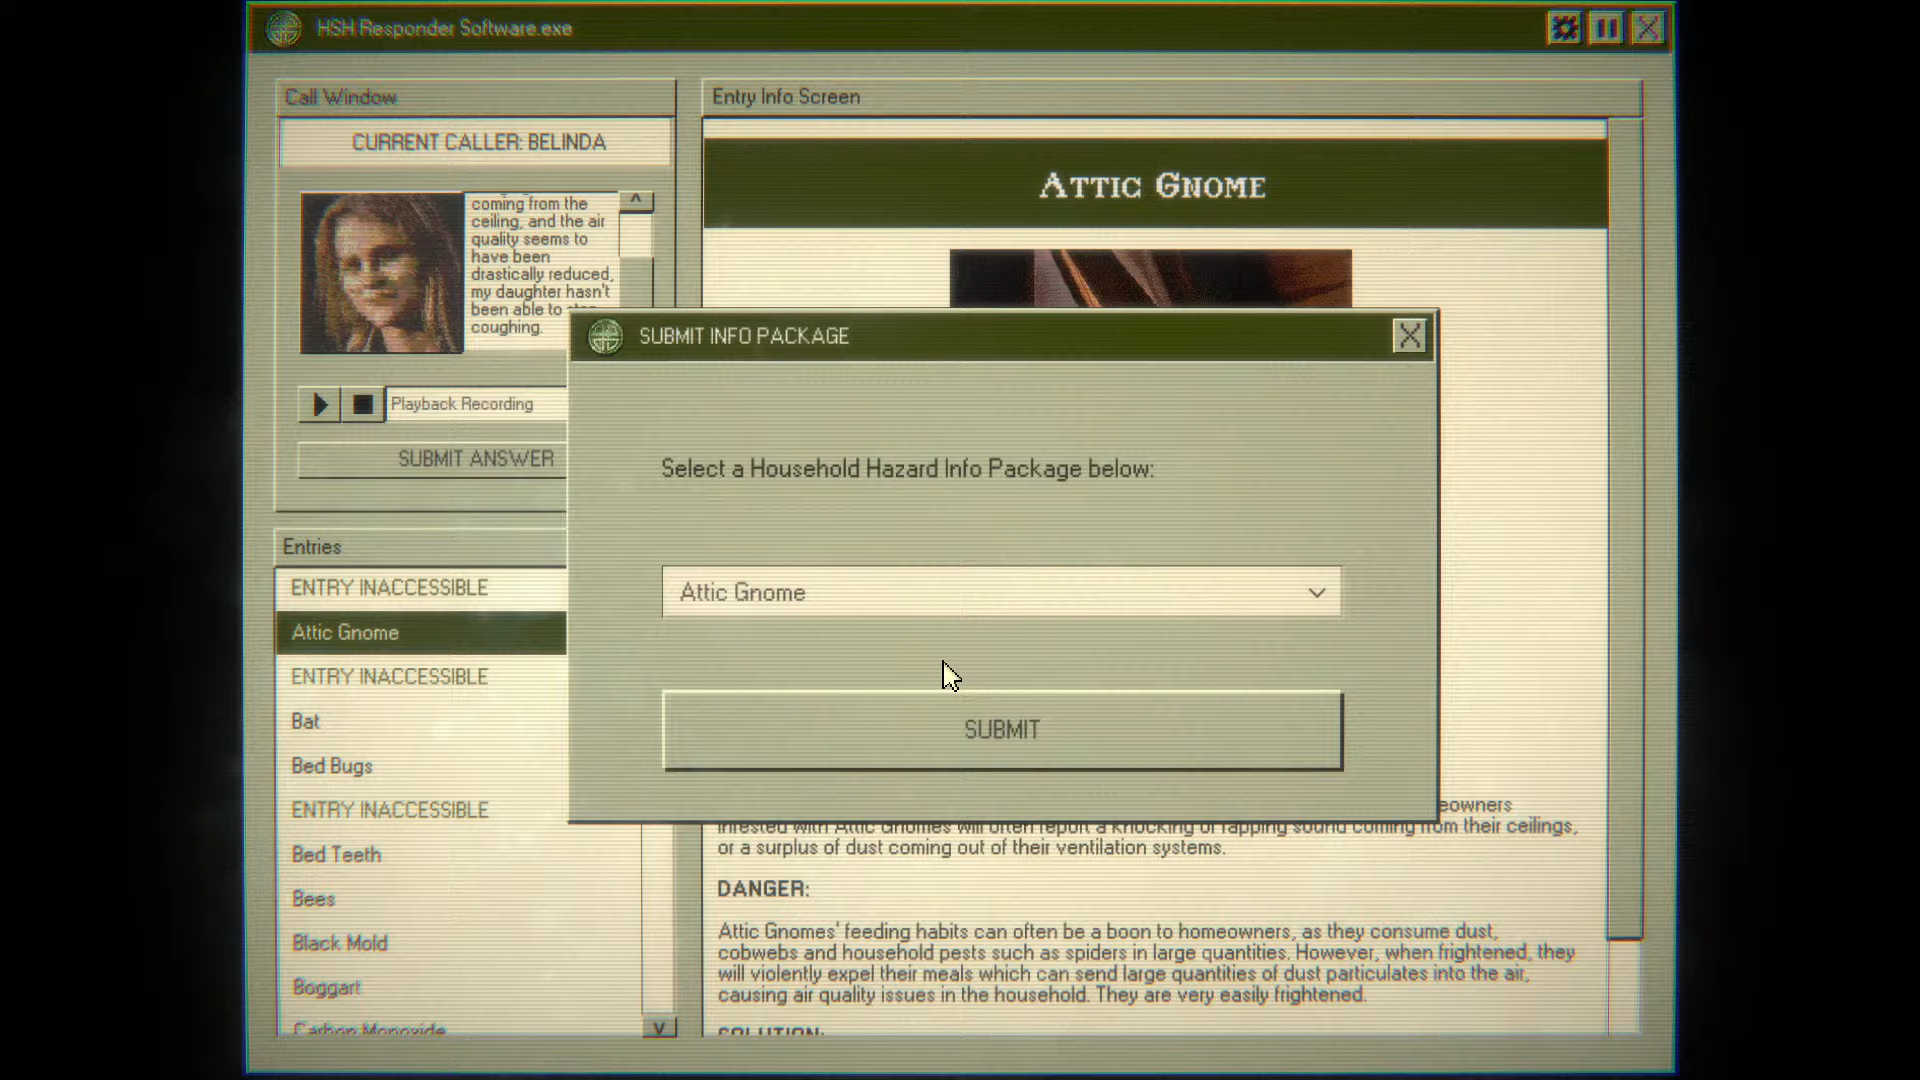 HSH Responder Software.exe
Call Window
CURRENT CALLER: BELINDA
coming from the
ceiling, and the air
quality seems to
have been
drastically reduced,
my daughter hasn't
been able to stop
coughing.
Playback Recording
SUBMIT ANSWER
Entries
ENTRY INACCESSIBLE
Attic Gnome
ENTRY INACCESSIBLE
Bat
Bed Bugs
ENTRY INACCESSIBLE
Bed Teeth
Bees
Black Mold
Boggart
Carbon Monoxide
Entry Info Screen
ATTIC GNOME
SUBMIT INFO PACKAGE
Select a Household Hazard Info Package below:
Attic Gnome
SUBMIT
eowners
infested with Attic Gnomes will often report a knocking or rapping sound coming from their ceilings,
or a surplus of dust coming out of their ventilation systems.
DANGER:
Attic Gnomes' feeding habits can often be a boon to homeowners, as they consume dust,
cobwebs and household pests such as spiders in large quantities. However, when frightened, they
will violently expel their meals which can send large quantities of dust particulates into the air,
causing air quality issues in the household. They are very easily frightened.
SOLUTION: